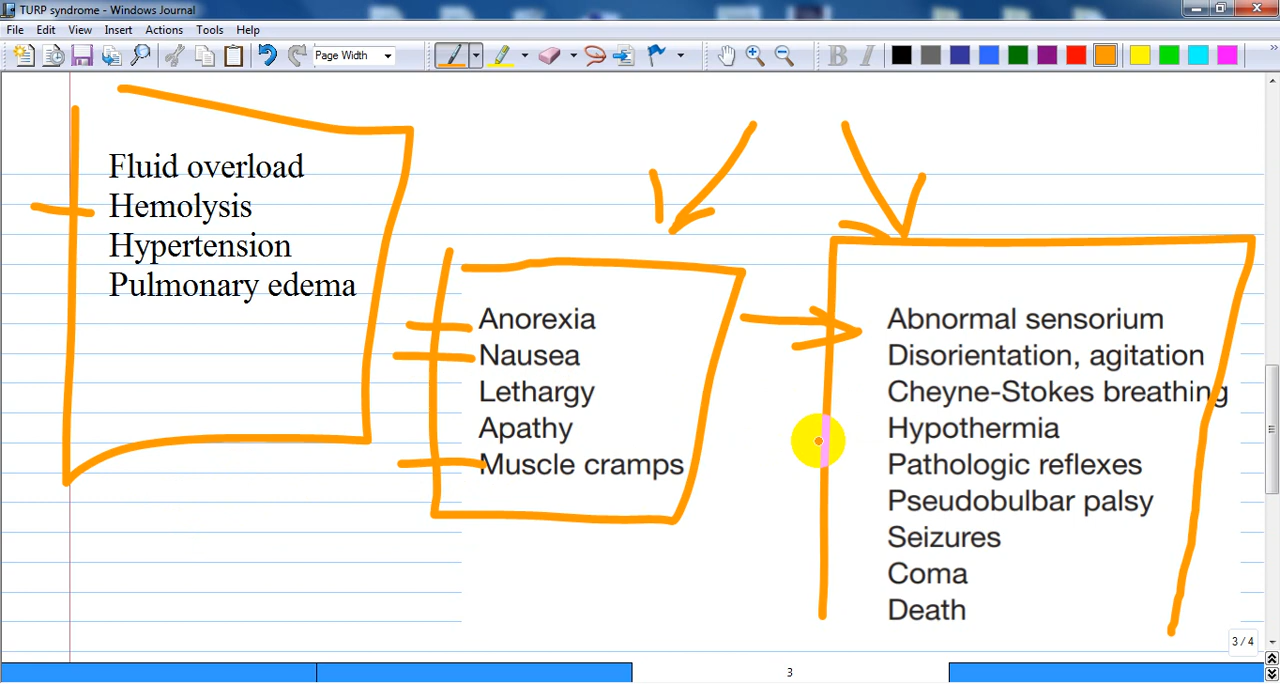 TURP syndrome - Windows Journal
File Edit View Insert Actions Tools Help
Page Width
B I
Fluid overload
Hemolysis
Hypertension
Pulmonary edema
Anorexia
Nausea
Lethargy
Apathy
Muscle cramps
Abnormal sensorium
Disorientation, agitation
Cheyne-Stokes breathing
Hypothermia
Pathologic reflexes
Pseudobulbar palsy
Seizures
Coma
Death
3 / 4
3